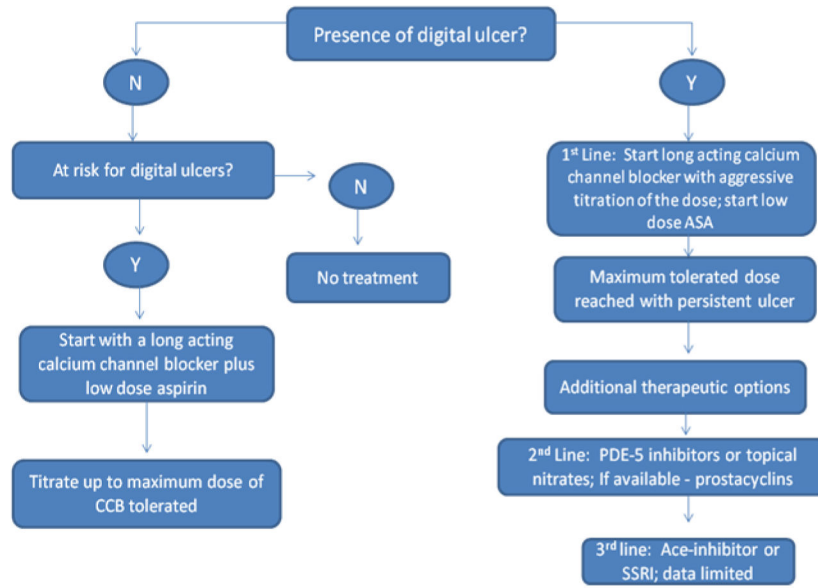 Presence of digital ulcer?
N
Y
At risk for digital ulcers?
N
Y
No treatment
Start with a long acting
calcium channel blocker plus
low dose aspirin
Titrate up to maximum dose of
CCB tolerated
1st Line: Start long acting calcium
channel blocker with aggressive
titration of the dose; start low
dose ASA
Maximum tolerated dose
reached with persistent ulcer
Additional therapeutic options
2nd Line: PDE-5 inhibitors or topical
nitrates; If available - prostacyclins
3rd line: Ace-inhibitor or
SSRI; data limited